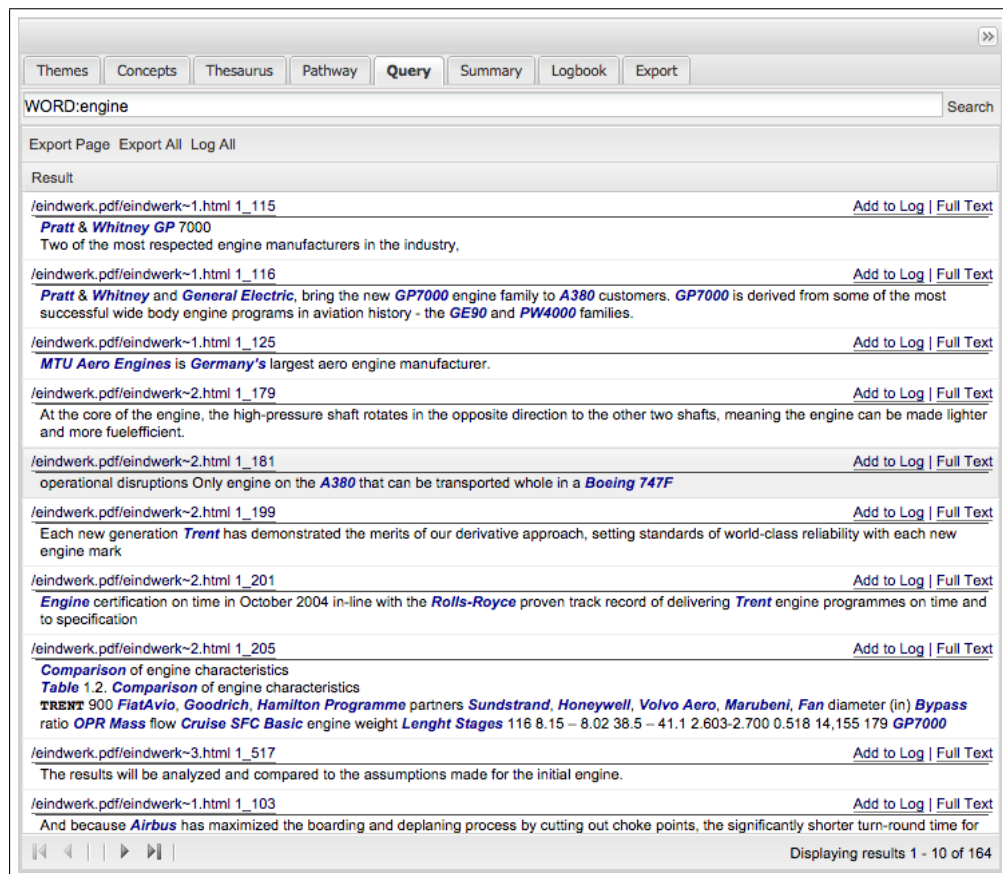 Themes Concepts Thesaurus Pathway Query Summary Logbook Export
WORD:engine Search
Export Page Export All Log All
Result
/eindwerk.pdf/eindwerk~1.html 1_115 Add to Log | Full Text
Pratt & Whitney GP 7000
Two of the most respected engine manufacturers in the industry,
/eindwerk.pdf/eindwerk~1.html 1_116 Add to Log | Full Text
Pratt & Whitney and General Electric, bring the new GP7000 engine family to A380 customers. GP7000 is derived from some of the most
successful wide body engine programs in aviation history - the GE90 and PW4000 families.
/eindwerk.pdf/eindwerk~1.html 1_125 Add to Log | Full Text
MTU Aero Engines is Germany's largest aero engine manufacturer.
/eindwerk.pdf/eindwerk~2.html 1_179 Add to Log | Full Text
At the core of the engine, the high-pressure shaft rotates in the opposite direction to the other two shafts, meaning the engine can be made lighter
and more fuelefficient.
/eindwerk.pdf/eindwerk~2.html 1_181 Add to Log | Full Text
operational disruptions Only engine on the A380 that can be transported whole in a Boeing 747F
/eindwerk.pdf/eindwerk~2.html 1_199 Add to Log | Full Text
Each new generation Trent has demonstrated the merits of our derivative approach, setting standards of world-class reliability with each new
engine mark
/eindwerk.pdf/eindwerk~2.html 1_201 Add to Log | Full Text
Engine certification on time in October 2004 in-line with the Rolls-Royce proven track record of delivering Trent engine programmes on time and
to specification
/eindwerk.pdf/eindwerk~2.html 1_205 Add to Log | Full Text
Comparison of engine characteristics
Table 1.2. Comparison of engine characteristics
TRENT 900 FiatAvio, Goodrich, Hamilton Programme partners Sundstrand, Honeywell, Volvo Aero, Marubeni, Fan diameter (in) Bypass
ratio OPR Mass flow Cruise SFC Basic engine weight Lenght Stages 116 8.15 – 8.02 38.5 – 41.1 2.603-2.700 0.518 14,155 179 GP7000
/eindwerk.pdf/eindwerk~3.html 1_517 Add to Log | Full Text
The results will be analyzed and compared to the assumptions made for the initial engine.
/eindwerk.pdf/eindwerk~1.html 1_103 Add to Log | Full Text
And because Airbus has maximized the boarding and deplaning process by cutting out choke points, the significantly shorter turn-round time for
Displaying results 1 - 10 of 164